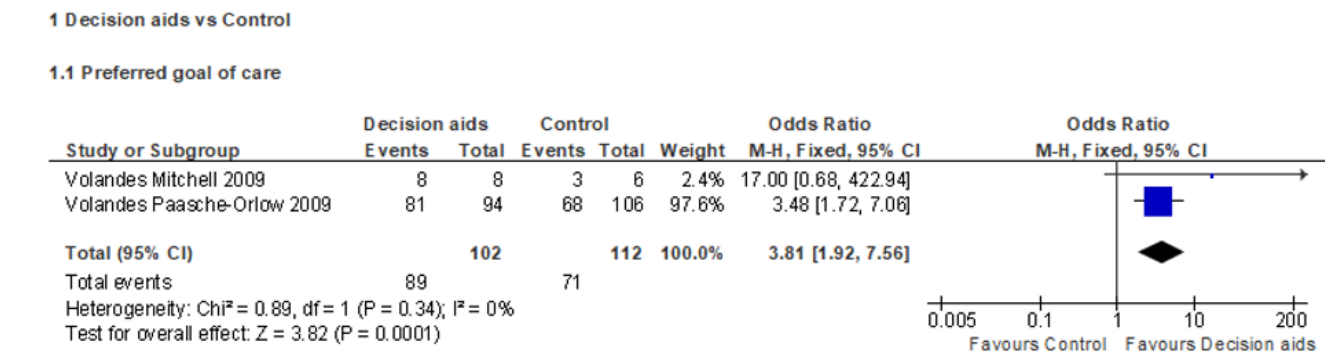 1 Decision aids vs Control
1.1 Preferred goal of care
Decision aids Control Odds Ratio Odds Ratio
Study or Subgroup Events Total Events Total Weight M-H, Fixed, 95% CI M-H, Fixed, 95% CI
Volandes Mitchell 2009 8 8 3 6 2.4% 17.00 [0.68, 422.94]
Volandes Paasche-Orlow 2009 81 94 68 106 97.6% 3.48 [1.72, 7.06]
Total (95% CI) 102 112 100.0% 3.81 [1.92, 7.56]
Total events 89 71
Heterogeneity: Chi² = 0.89, df = 1 (P = 0.34); I² = 0%
Test for overall effect: Z = 3.82 (P = 0.0001)
0.005 0.1 1 10 200
Favours Control Favours Decision aids